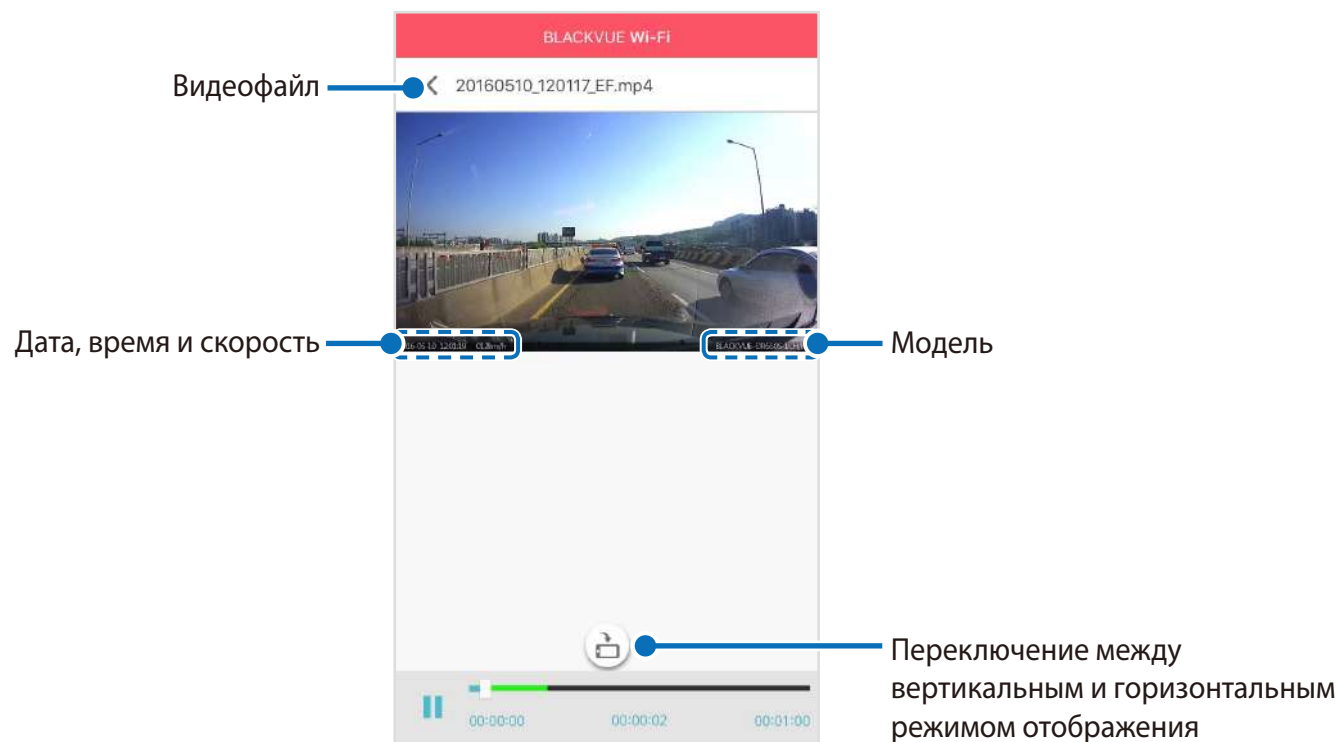 BLACKVUE Wi-Fi
Видеофайл
20160510_120117_EF.mp4
Дата, время и скорость
Модель
Переключение между
вертикальным и горизонтальным
режимом отображения
00:00:00 00:00:02 00:01:00